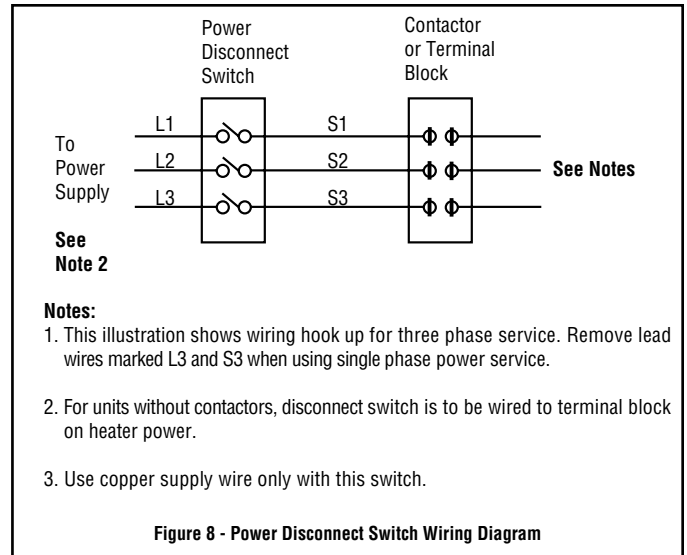 Power
Disconnect
Switch
Contactor
or Terminal
Block
To
Power
Supply
L1
S1
L2
S2
See Notes
L3
S3
See
Note 2
Notes:
1. This illustration shows wiring hook up for three phase service. Remove lead
wires marked L3 and S3 when using single phase power service.
2. For units without contactors, disconnect switch is to be wired to terminal block
on heater power.
3. Use copper supply wire only with this switch.
Figure 8 - Power Disconnect Switch Wiring Diagram